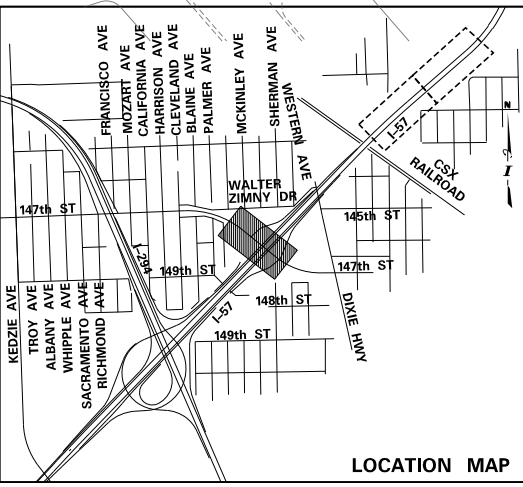 FRANCISCO AVE
MOZART AVE
CALIFORNIA AVE
HARRISON AVE
CLEVELAND AVE
BLAINE AVE
PALMER AVE
MCKINLEY AVE
SHERMAN AVE
WESTERN AVE
I-57
CSX
RAILROAD
N
WALTER
ZIMNY DR
147th ST
145th ST
I-294
149th ST
147th ST
148th ST
I-57
149th ST
DIXIE HWY
KEDZIE AVE
TROY AVE
ALBANY AVE
WHIPPLE AVE
SACRAMENTO AVE
RICHMOND AVE
LOCATION MAP